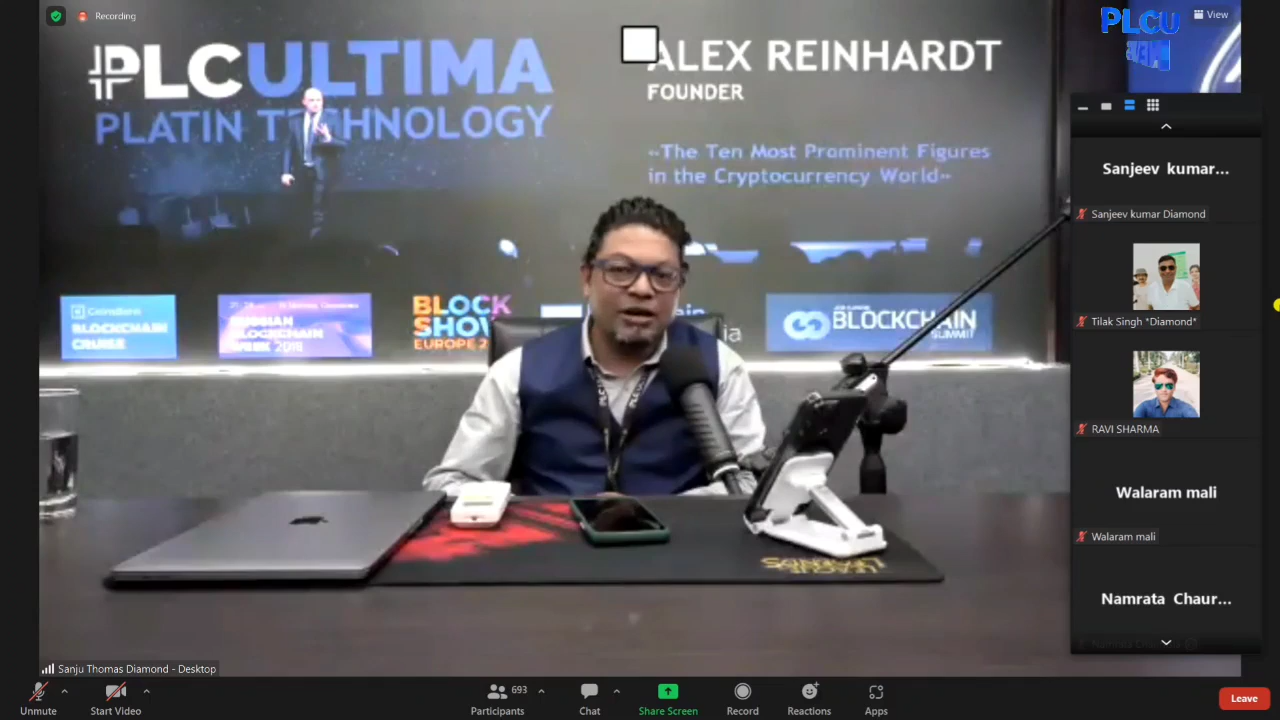 Recording
PLCU
View
PLCULTIMA
PLATIN TECHNOLOGY
ALEX REINHARDT
FOUNDER
«The Ten Most Prominent Figures
in the Cryptocurrency World»
BLOCKCHAIN
CRUISE
BLOCKCHAIN
WEEK 2018
BLOCK
SHOW
EUROPE
BLOCKCHAIN
SUMMIT
PLCU
Sanjeev kumar...
Sanjeev kumar Diamond
Tilak Singh "Diamond"
RAVI SHARMA
Walaram mali
Walaram mali
Namrata Chaur...
Sanju Thomas Diamond - Desktop
Unmute
Start Video
693
Participants
Chat
Share Screen
Record
Reactions
Apps
Leave